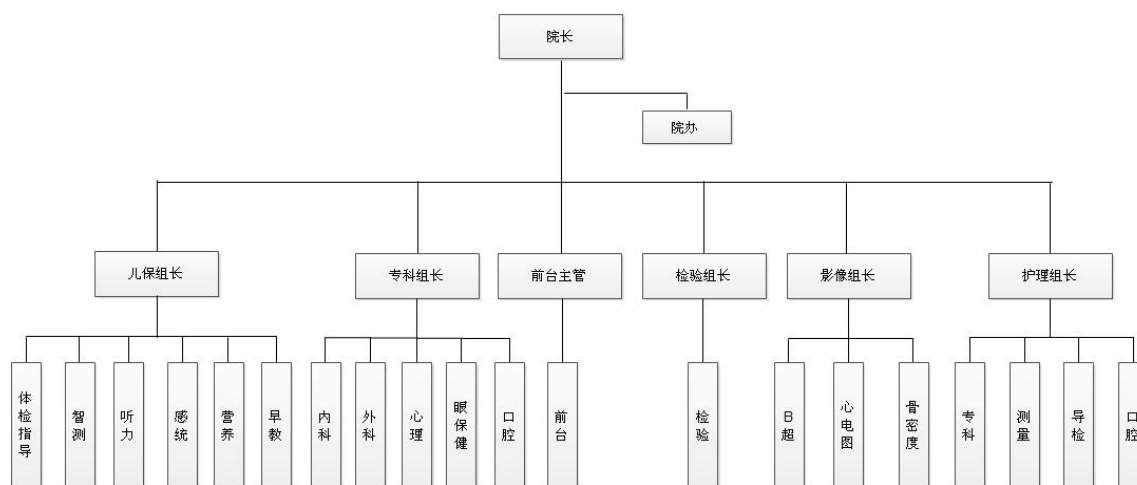 院长
院办
儿保组长
专科组长
前台主管
检验组长
影像组长
护理组长
体检指导
智测
听力
感统
营养
早教
内科
外科
心理
眼保健
口腔
前台
检验
B超
心电图
骨密度
专科
测量
导检
口腔